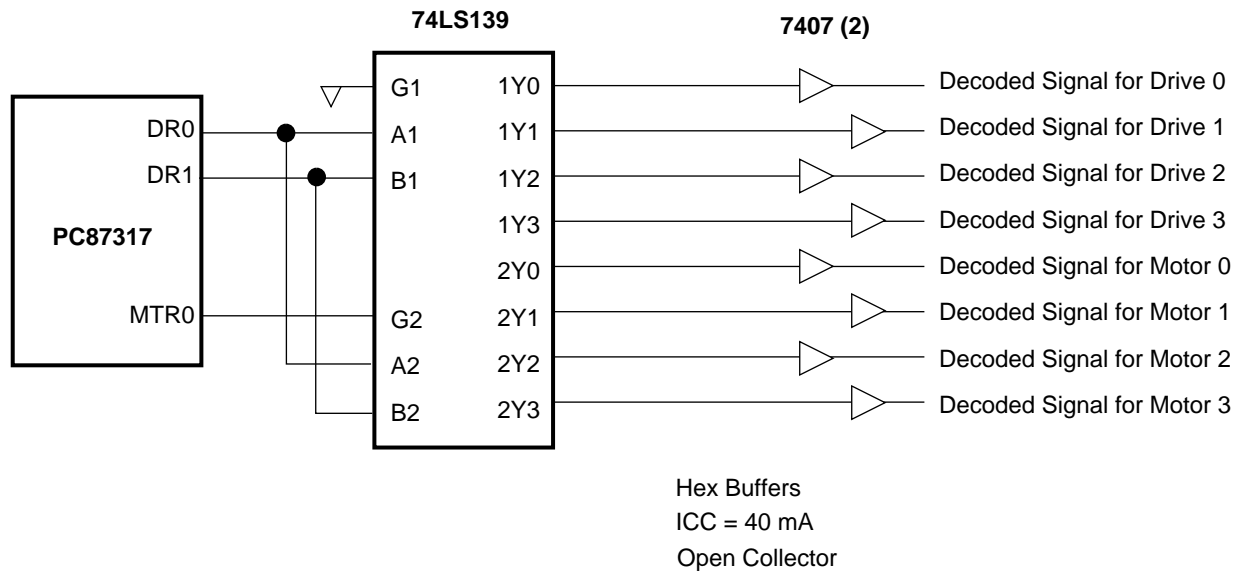 74LS139
7407 (2)
PC87317
DR0
DR1
MTR0
G1
A1
B1
G2
A2
B2
1Y0
1Y1
1Y2
1Y3
2Y0
2Y1
2Y2
2Y3
Decoded Signal for Drive 0
Decoded Signal for Drive 1
Decoded Signal for Drive 2
Decoded Signal for Drive 3
Decoded Signal for Motor 0
Decoded Signal for Motor 1
Decoded Signal for Motor 2
Decoded Signal for Motor 3
Hex Buffers
ICC = 40 mA
Open Collector